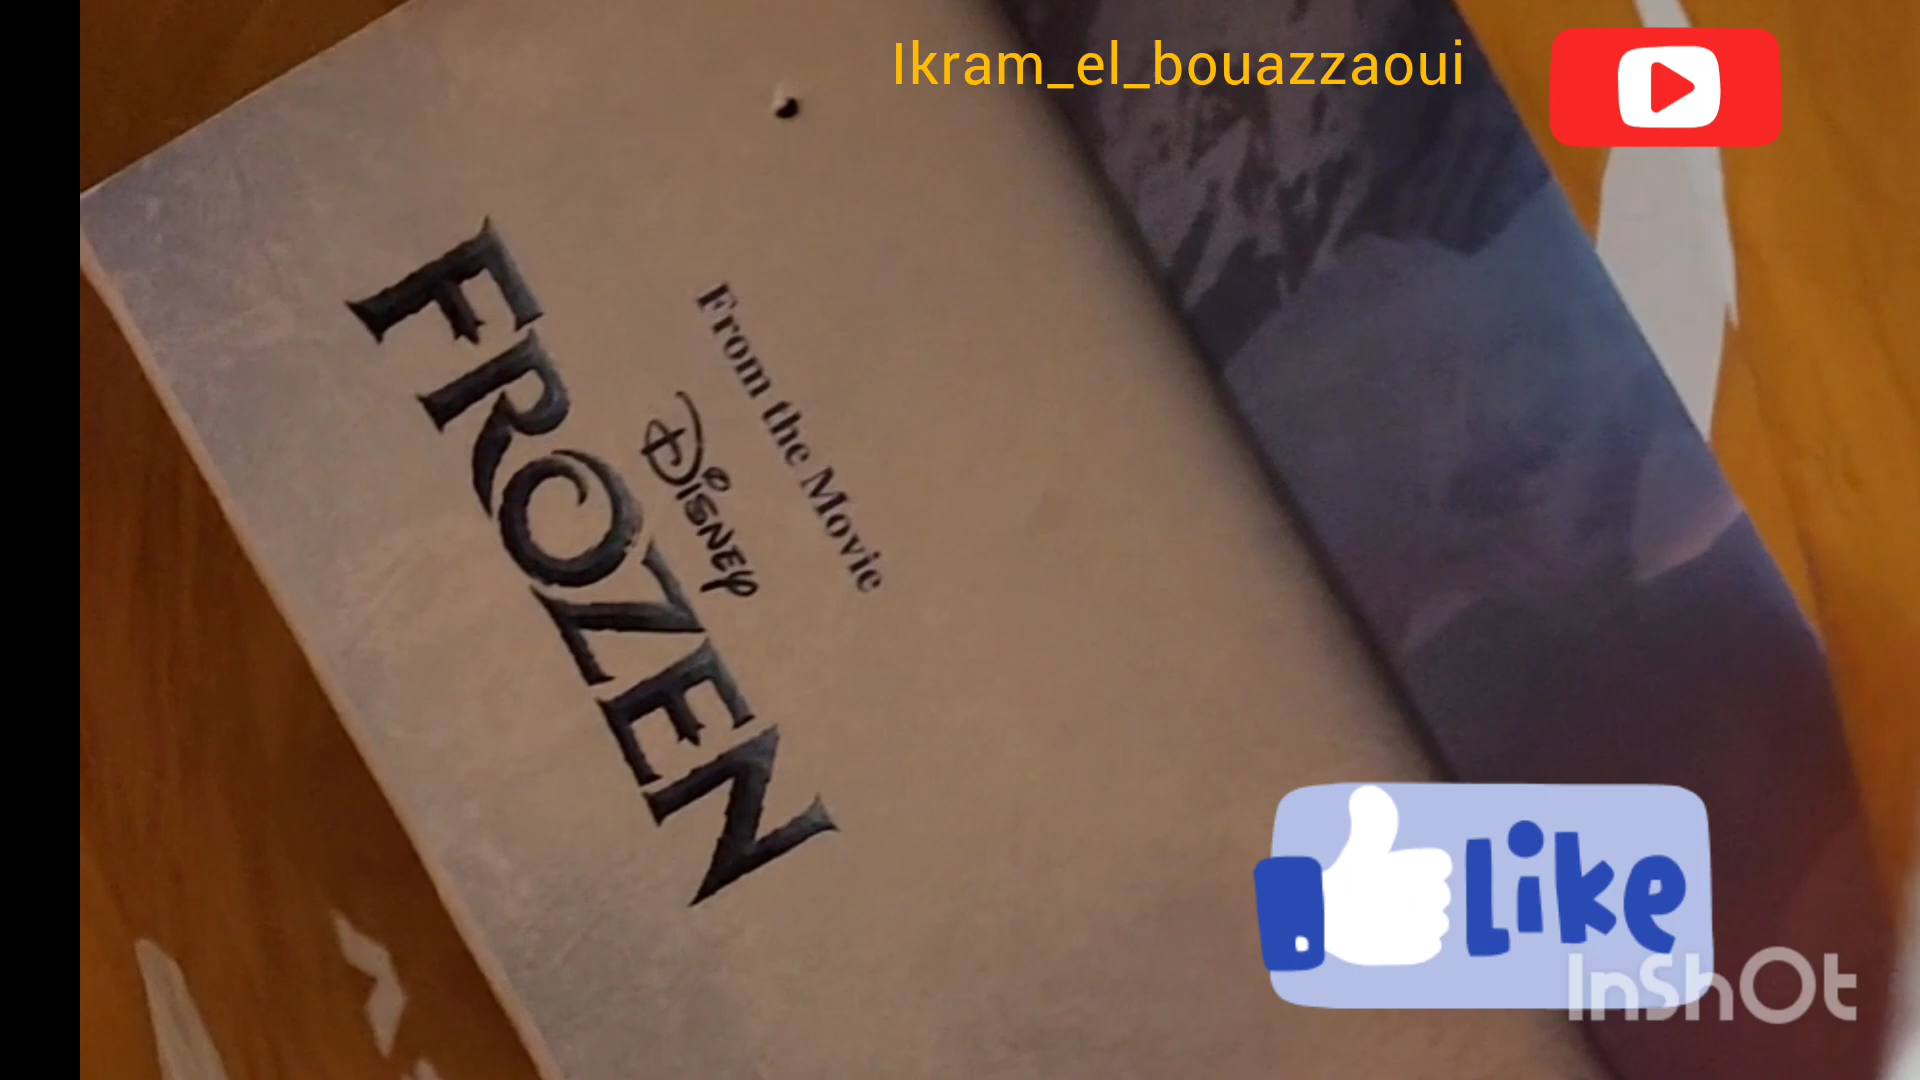 Ikram_el_bouazzaoui
From the Movie
Disney
FROZEN
Like
InShOt